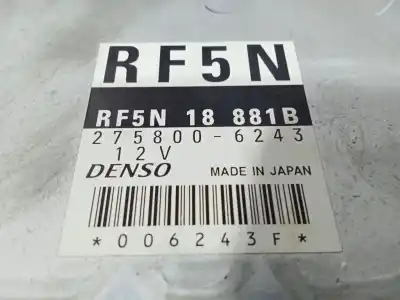 RF5N
RF5N 18 881B
275800-6243
12V
DENSO MADE IN JAPAN
*006243F*